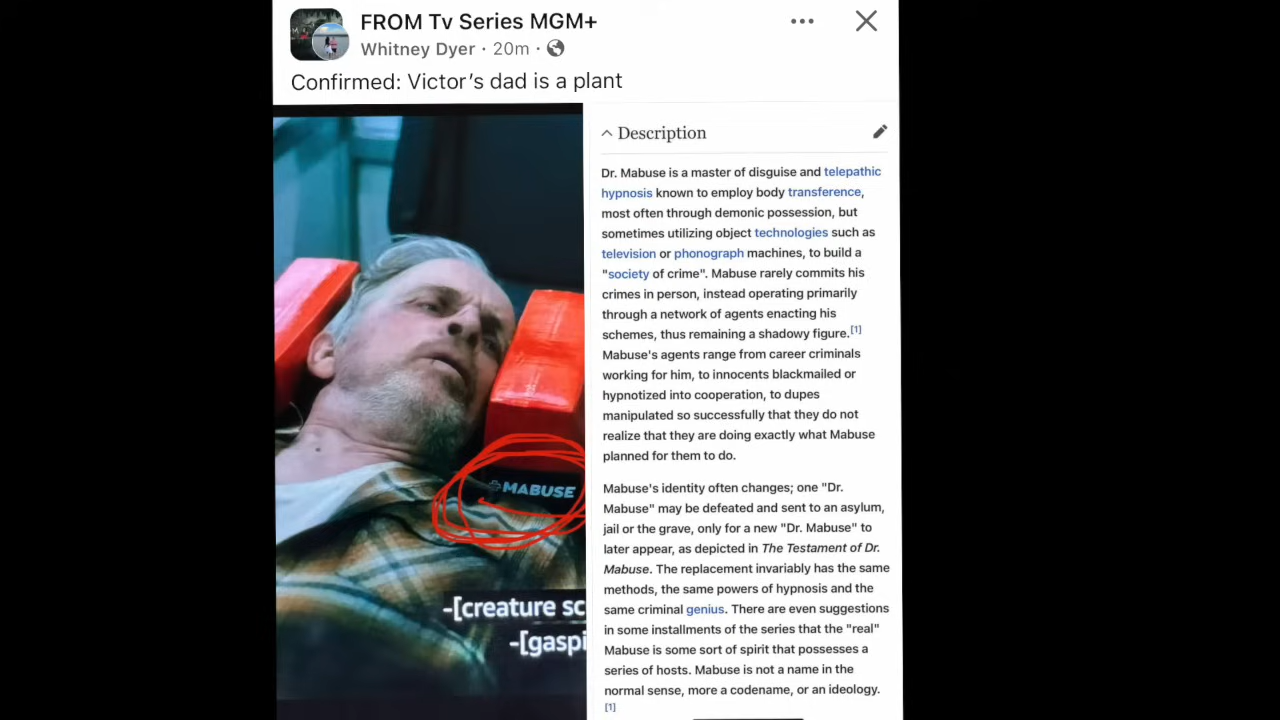 FROM Tv Series MGM+
Whitney Dyer · 20m ·
Confirmed: Victor's dad is a plant
MABUSE
-[creature sc
-[gaspi
Description
Dr. Mabuse is a master of disguise and telepathic
hypnosis known to employ body transference,
most often through demonic possession, but
sometimes utilizing object technologies such as
television or phonograph machines, to build a
"society of crime". Mabuse rarely commits his
crimes in person, instead operating primarily
through a network of agents enacting his
schemes, thus remaining a shadowy figure.[1]
Mabuse's agents range from career criminals
working for him, to innocents blackmailed or
hypnotized into cooperation, to dupes
manipulated so successfully that they do not
realize that they are doing exactly what Mabuse
planned for them to do.
Mabuse's identity often changes; one "Dr.
Mabuse" may be defeated and sent to an asylum,
jail or the grave, only for a new "Dr. Mabuse" to
later appear, as depicted in The Testament of Dr.
Mabuse. The replacement invariably has the same
methods, the same powers of hypnosis and the
same criminal genius. There are even suggestions
in some installments of the series that the "real"
Mabuse is some sort of spirit that possesses a
series of hosts. Mabuse is not a name in the
normal sense, more a codename, or an ideology.
[1]